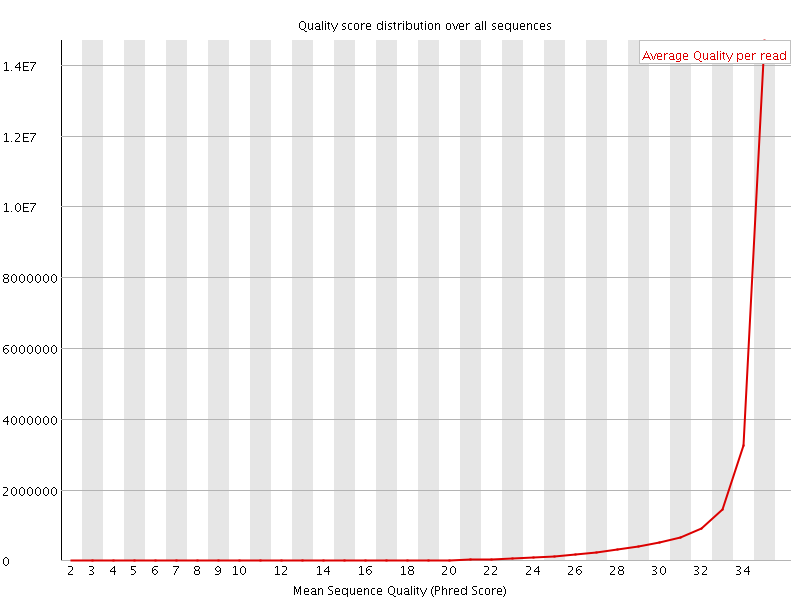 Quality score distribution over all sequences
Average Quality per read
1.4E7
1.2E7
1.0E7
8000000
6000000
4000000
2000000
0
2 3 4 5 6 7 8 9 10 12 14 16 18 20 22 24 26 28 30 32 34
Mean Sequence Quality (Phred Score)